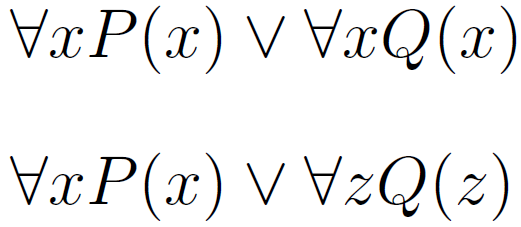 ∀xP(x) ∨ ∀xQ(x)
∀xP(x) ∨ ∀zQ(z)